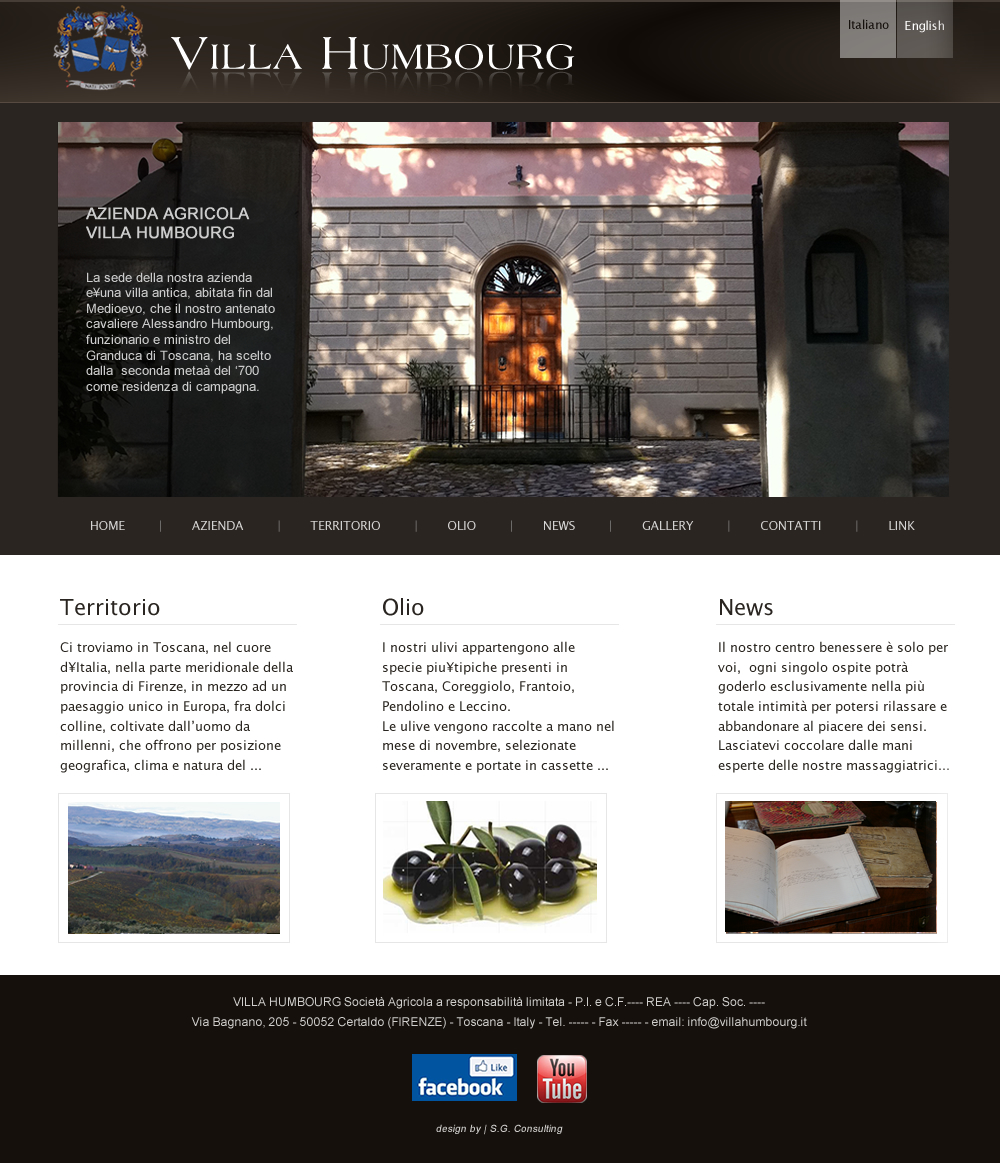 VILLA HUMBOURG
Italiano
English
AZIENDA AGRICOLA
VILLA HUMBOURG
La sede della nostra azienda
e¥una villa antica, abitata fin dal
Medioevo, che il nostro antenato
cavaliere Alessandro Humbourg,
funzionario e ministro del
Granduca di Toscana, ha scelto
dalla  seconda metaà del ‘700
come residenza di campagna.
HOME | AZIENDA | TERRITORIO | OLIO | NEWS | GALLERY | CONTATTI | LINK
Territorio
Ci troviamo in Toscana, nel cuore
d¥Italia, nella parte meridionale della
provincia di Firenze, in mezzo ad un
paesaggio unico in Europa, fra dolci
colline, coltivate dall’uomo da
millenni, che offrono per posizione
geografica, clima e natura del ...
Olio
I nostri ulivi appartengono alle
specie piu¥tipiche presenti in
Toscana, Coreggiolo, Frantoio,
Pendolino e Leccino.
Le ulive vengono raccolte a mano nel
mese di novembre, selezionate
severamente e portate in cassette ...
News
Il nostro centro benessere è solo per
voi,  ogni singolo ospite potrà
goderlo esclusivamente nella più
totale intimità per potersi rilassare e
abbandonare al piacere dei sensi.
Lasciatevi coccolare dalle mani
esperte delle nostre massaggiatrici...
VILLA HUMBOURG Società Agricola a responsabilità limitata - P.I. e C.F.---- REA ---- Cap. Soc. ----
Via Bagnano, 205 - 50052 Certaldo (FIRENZE) - Toscana - Italy - Tel. ----- - Fax ----- - email: info@villahumbourg.it
Like
facebook
You
Tube
design by | S.G. Consulting